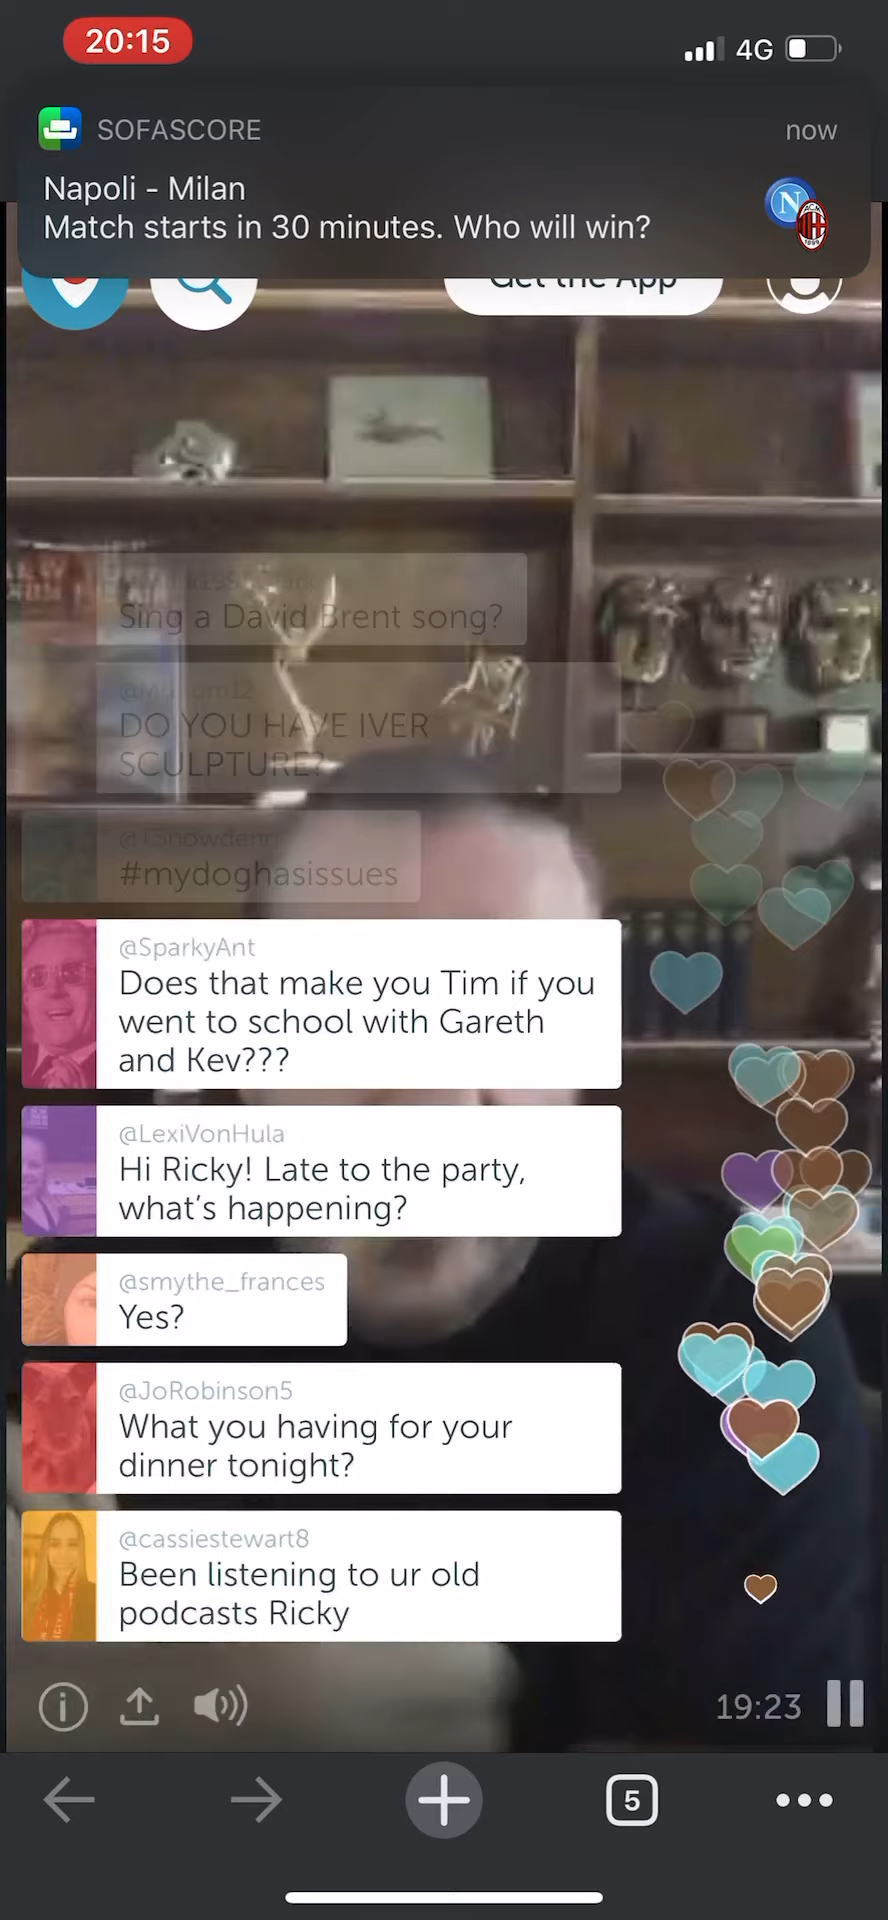 20:15
4G
SOFASCORE
now
Napoli - Milan
Match starts in 30 minutes. Who will win?
N
Get the App
Sing a David Brent song?
DO YOU HAVE IVER
SCULPTURE?
#mydoghasissues
@SparkyAnt
Does that make you Tim if you
went to school with Gareth
and Kev???
@LexiVonHula
Hi Ricky! Late to the party,
what's happening?
@smythe_frances
Yes?
@JoRobinson5
What you having for your
dinner tonight?
@cassiestewart8
Been listening to ur old
podcasts Ricky
19:23
5